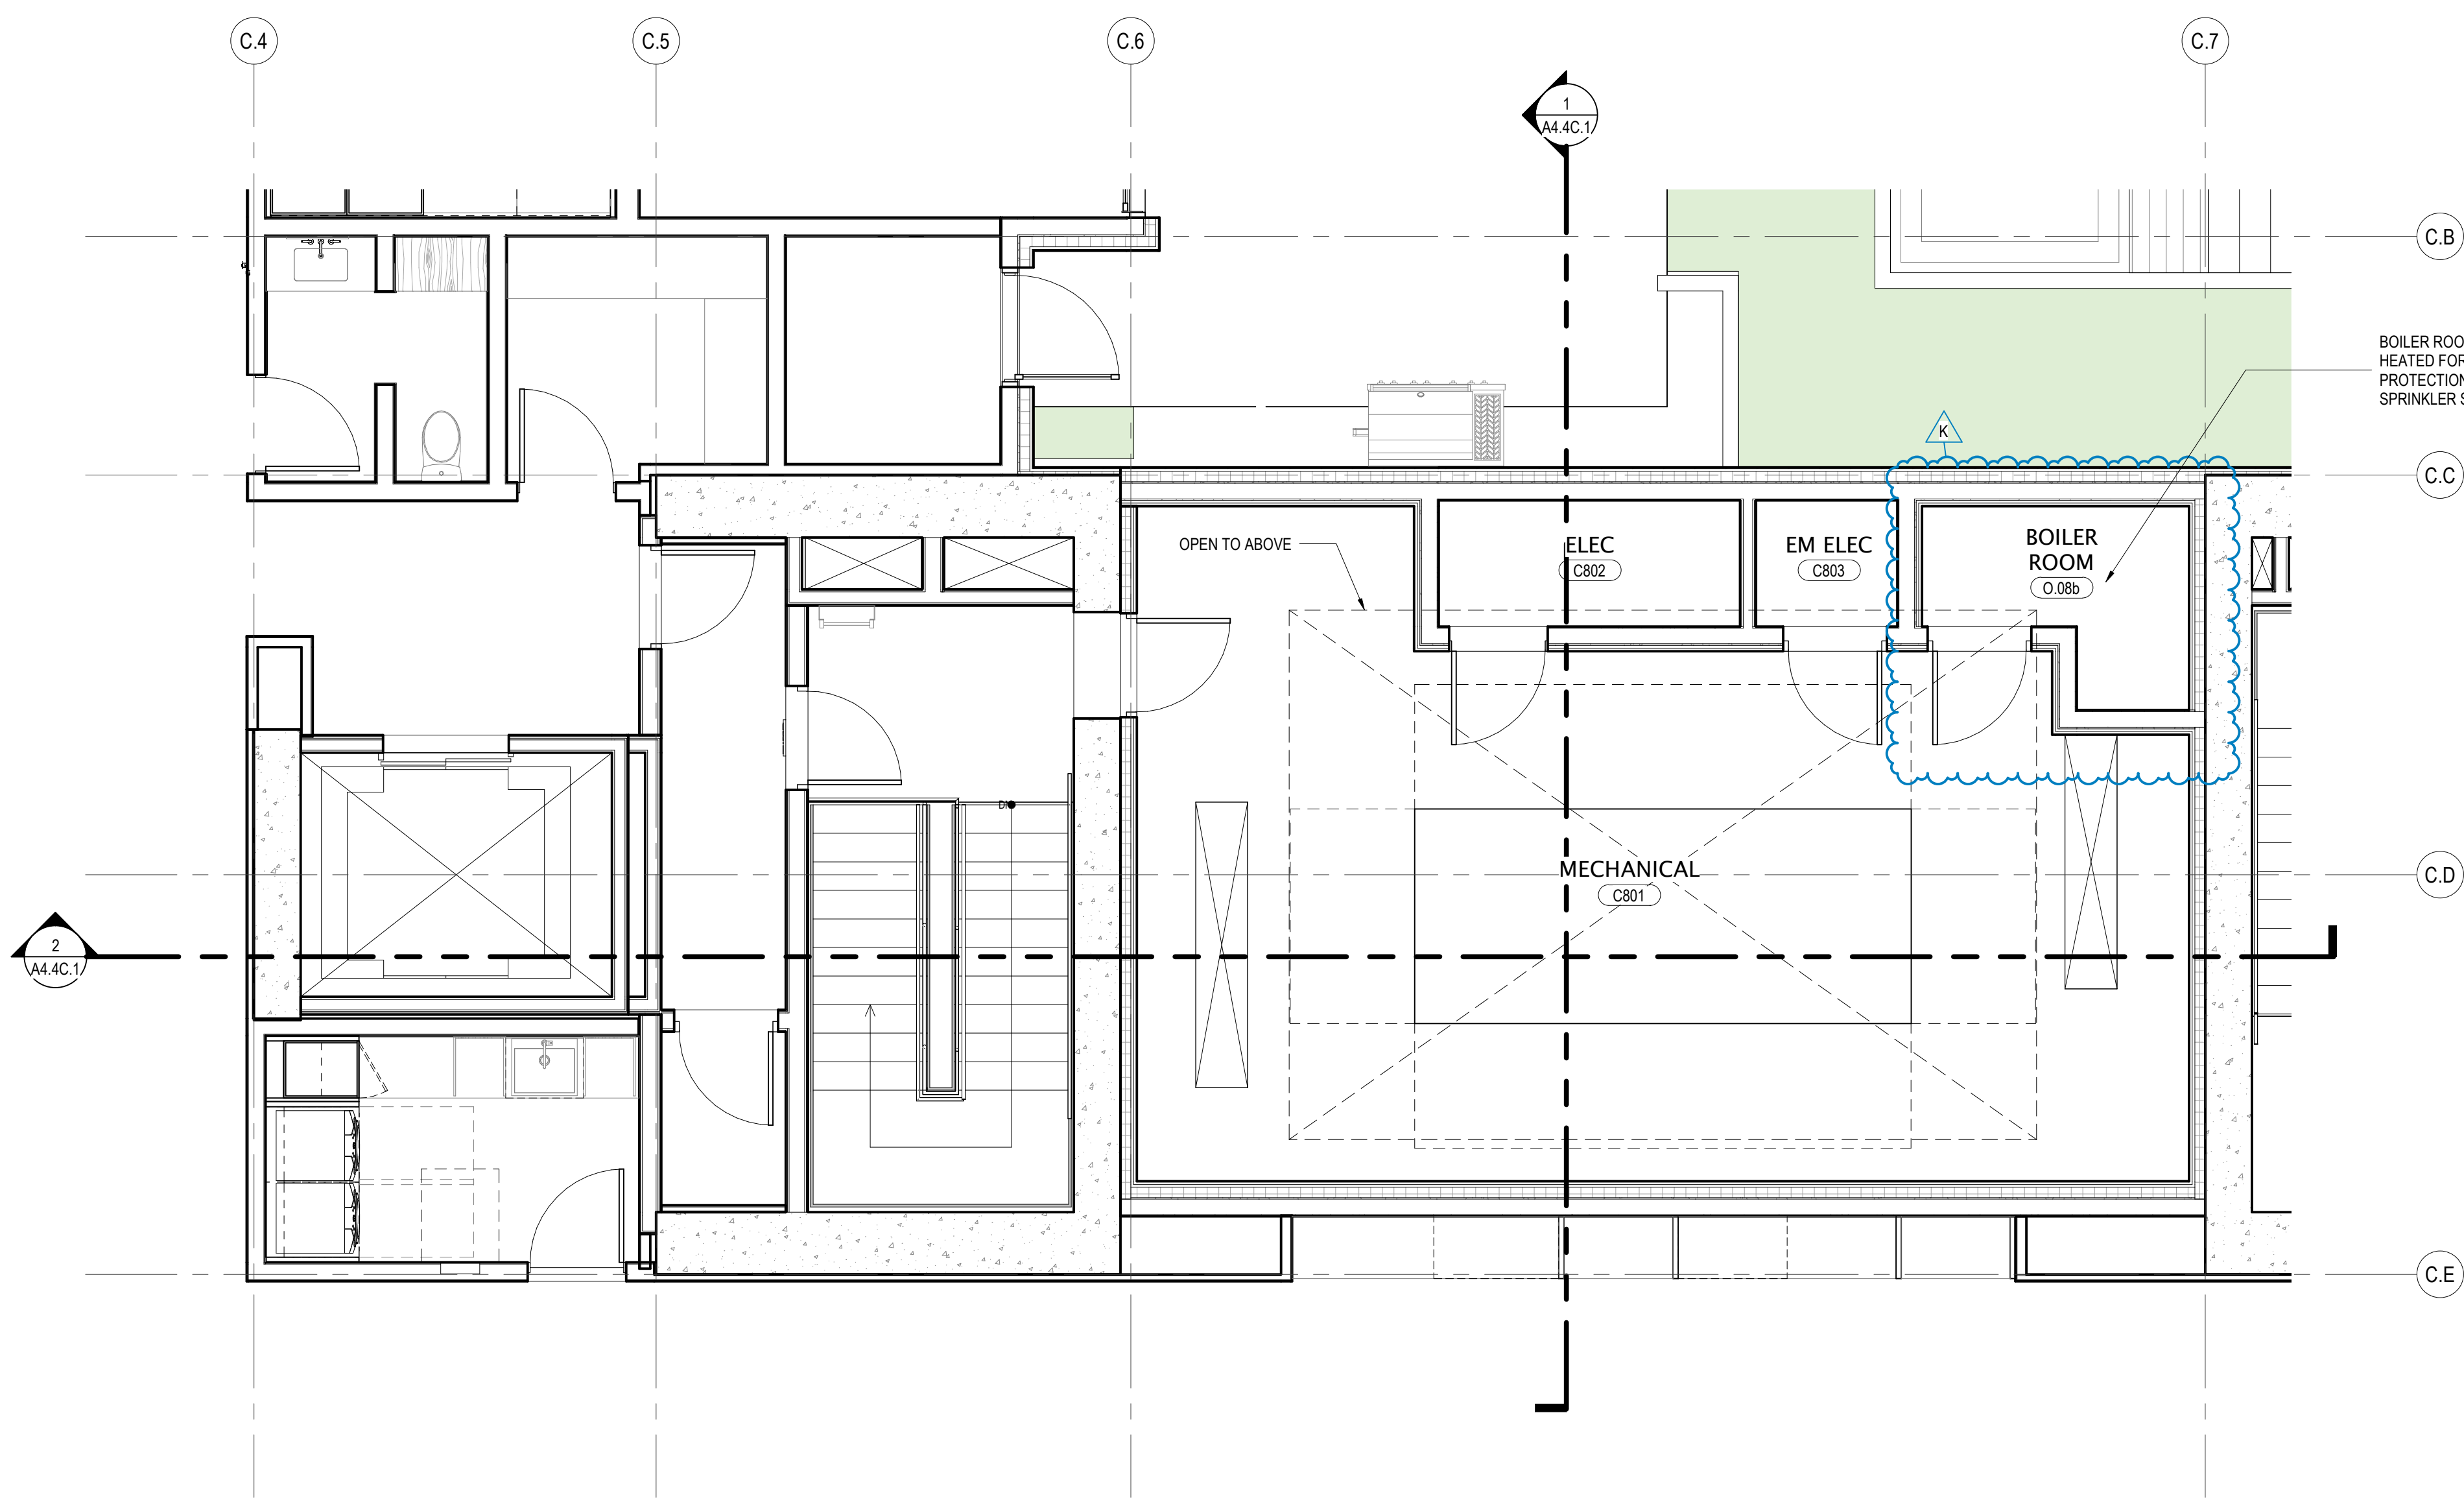 C.4
C.5
C.6
C.7
1
A4.4C.1
C.B
BOILER ROO
HEATED FOR
PROTECTION
SPRINKLER S
K
C.C
OPEN TO ABOVE
ELEC
C802
EM ELEC
C803
BOILER
ROOM
O.08b
DN
MECHANICAL
C801
C.D
2
A4.4C.1
C.E